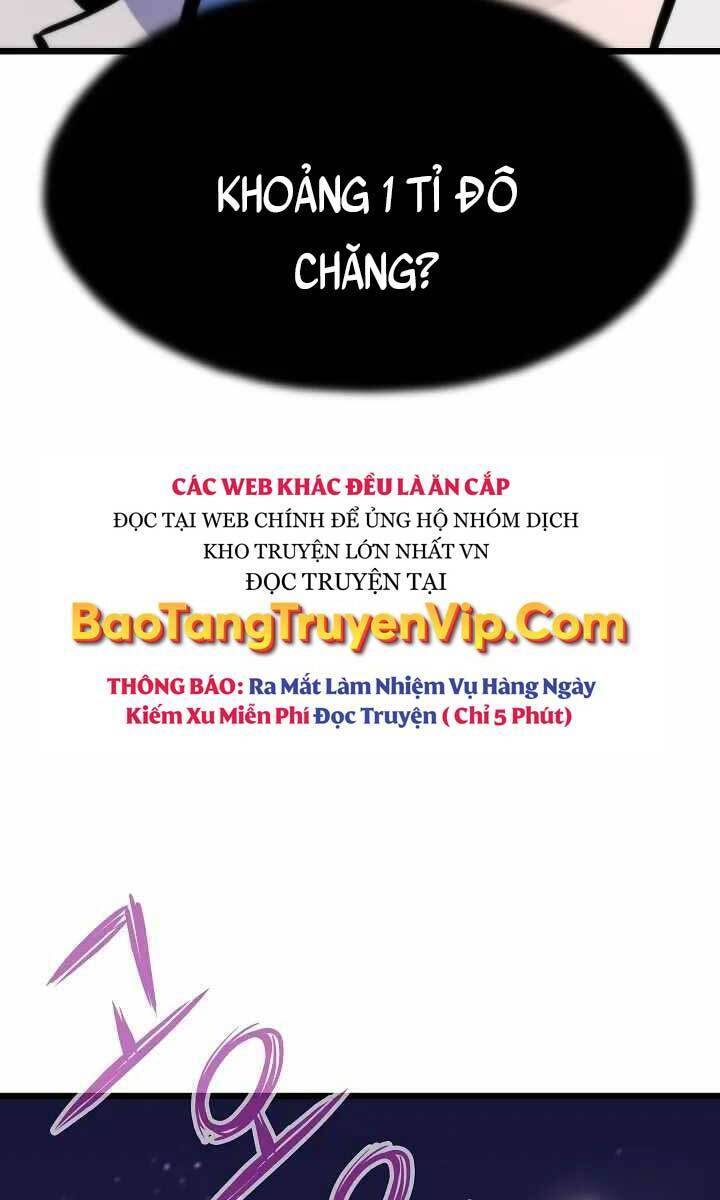 KHOẢNG 1 TỈ ĐÔ
CHĂNG?
CÁC WEB KHÁC ĐỀU LÀ ĂN CẮP
ĐỌC TẠI WEB CHÍNH ĐỂ ỦNG HỘ NHÓM DỊCH
KHO TRUYỆN LỚN NHẤT VN
ĐỌC TRUYỆN TẠI
BaoTangTruyenVip.Com
THÔNG BÁO: Ra Mắt Làm Nhiệm Vụ Hàng Ngày
Kiếm Xu Miễn Phí Đọc Truyện ( Chỉ 5 Phút)